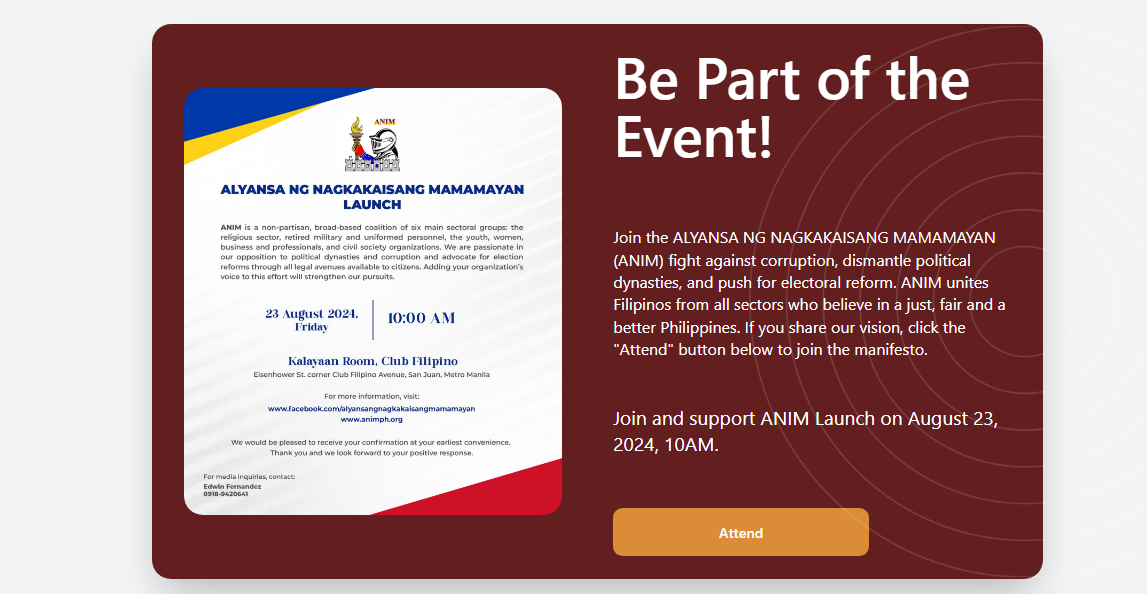 ANIM
ALYANSA NG NAGKAKAISANG MAMAMAYAN
LAUNCH
ANIM is a non-partisan, broad-based coalition of six main sectoral groups: the
religious sector, retired military and uniformed personnel, the youth, women,
business and professionals, and civil society organizations. We are passionate in
our opposition to political dynasties and corruption and advocate for election
reforms through all legal avenues available to citizens. Adding your organization's
voice to this effort will strengthen our pursuits.
23 August 2024,
Friday
10:00 AM
Kalayaan Room, Club Filipino
Eisenhower St. corner Club Filipino Avenue, San Juan, Metro Manila
For more information, visit:
www.facebook.com/alyansangnagkakaisangmamamayan
www.animph.org
We would be pleased to receive your confirmation at your earliest convenience.
Thank you and we look forward to your positive response.
For media inquiries, contact:
Edwin Fernandez
0918-9420641
Be Part of the
Event!
Join the ALYANSA NG NAGKAKAISANG MAMAMAYAN
(ANIM) fight against corruption, dismantle political
dynasties, and push for electoral reform. ANIM unites
Filipinos from all sectors who believe in a just, fair and a
better Philippines. If you share our vision, click the
"Attend" button below to join the manifesto.
Join and support ANIM Launch on August 23,
2024, 10AM.
Attend